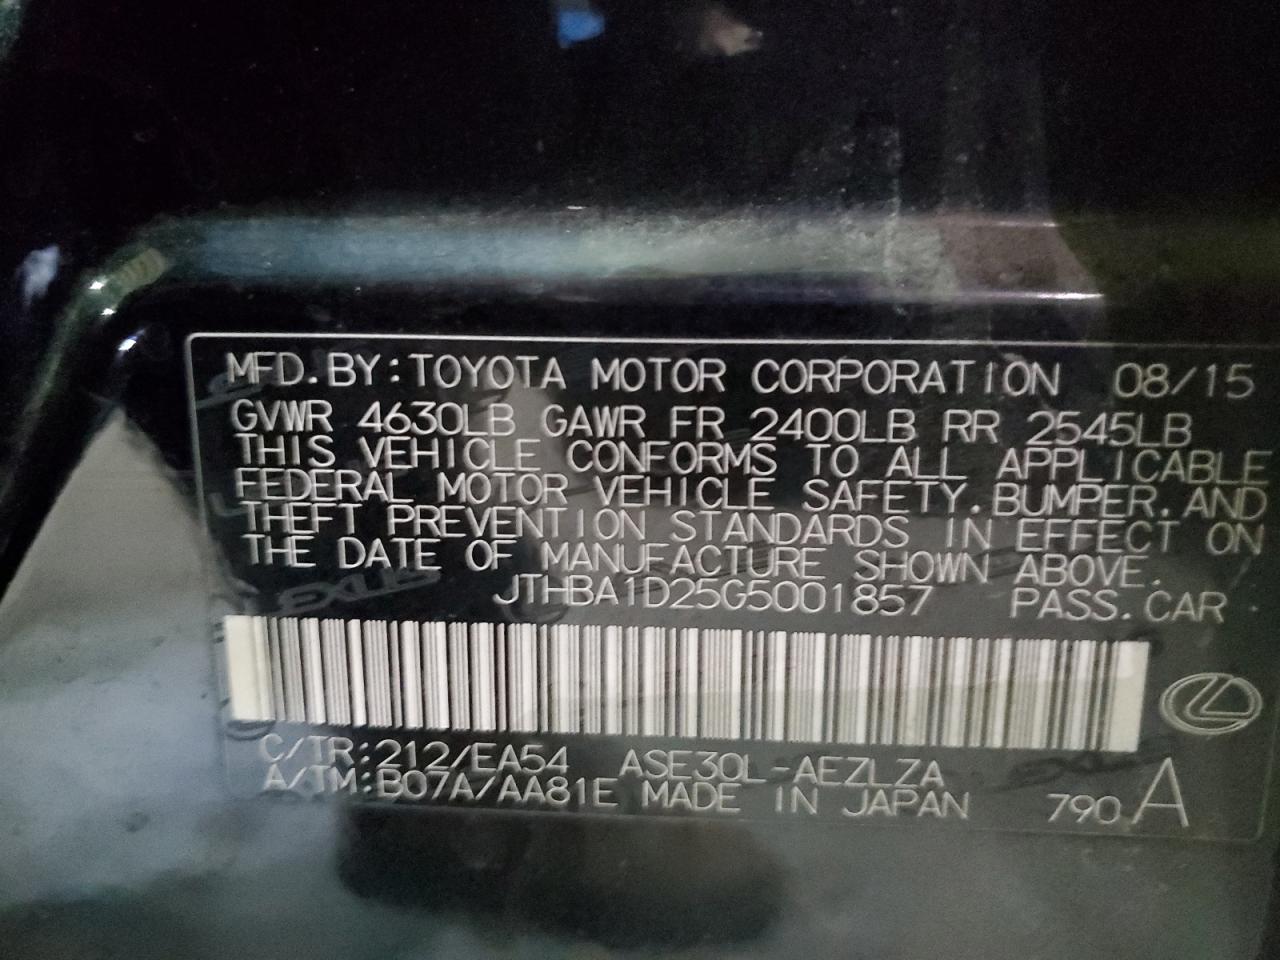 MFD.BY:TOYOTA MOTOR CORPORATION 08/15
GVWR 4630LB GAWR FR 2400LB RR 2545LB
THIS VEHICLE CONFORMS TO ALL APPLICABLE
FEDERAL MOTOR VEHICLE SAFETY.BUMPER.AND
THEFT PREVENTION STANDARDS IN EFFECT ON
THE DATE OF MANUFACTURE SHOWN ABOVE.
JTHBA1D25G5001857 PASS.CAR
LEXUS
C/TR:212/EA54 ASE30L-AEZLZA
A/TM:B07A/AA81E MADE IN JAPAN 790 A